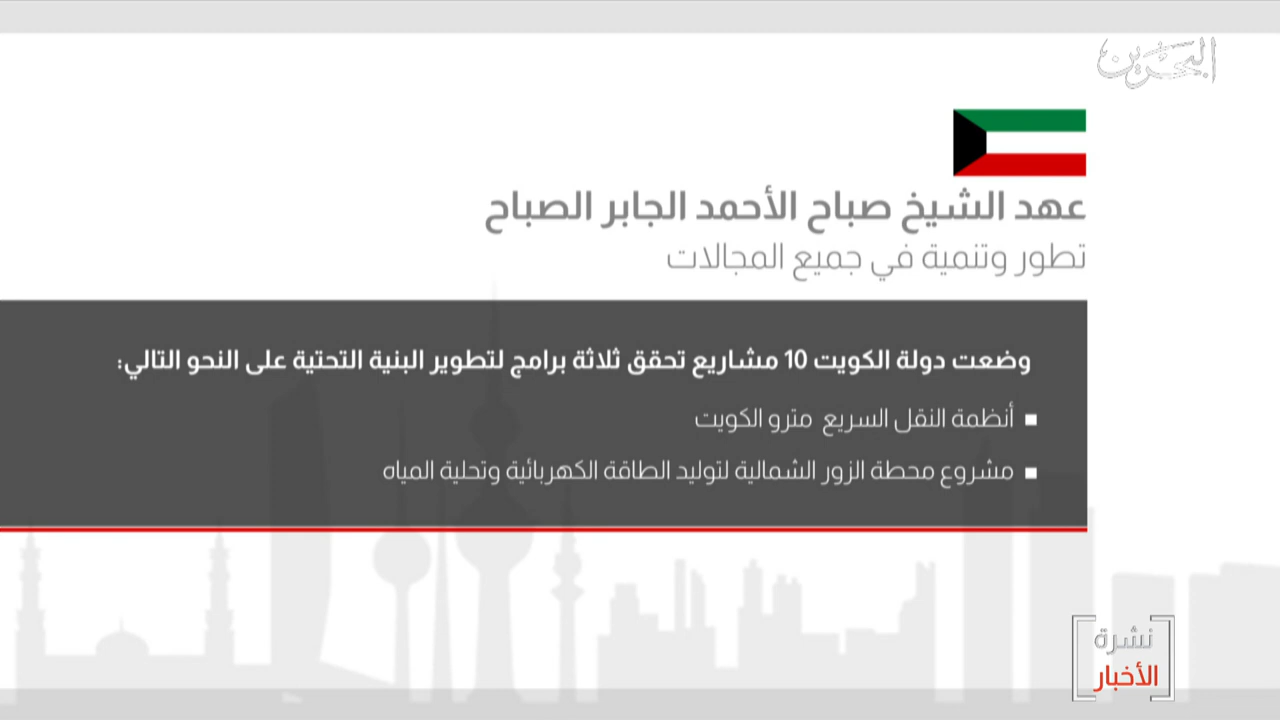 البحرين
عهد الشيخ صباح الأحمد الجابر الصباح
تطور وتنمية في جميع المجالات
وضعت دولة الكويت 10 مشاريع تحقق ثلاثة برامج لتطوير البنية التحتية على النحو التالي:
▪ أنظمة النقل السريع مترو الكويت
▪ مشروع محطة الزور الشمالية لتوليد الطاقة الكهربائية وتحلية المياه
نشرة
الأخبار